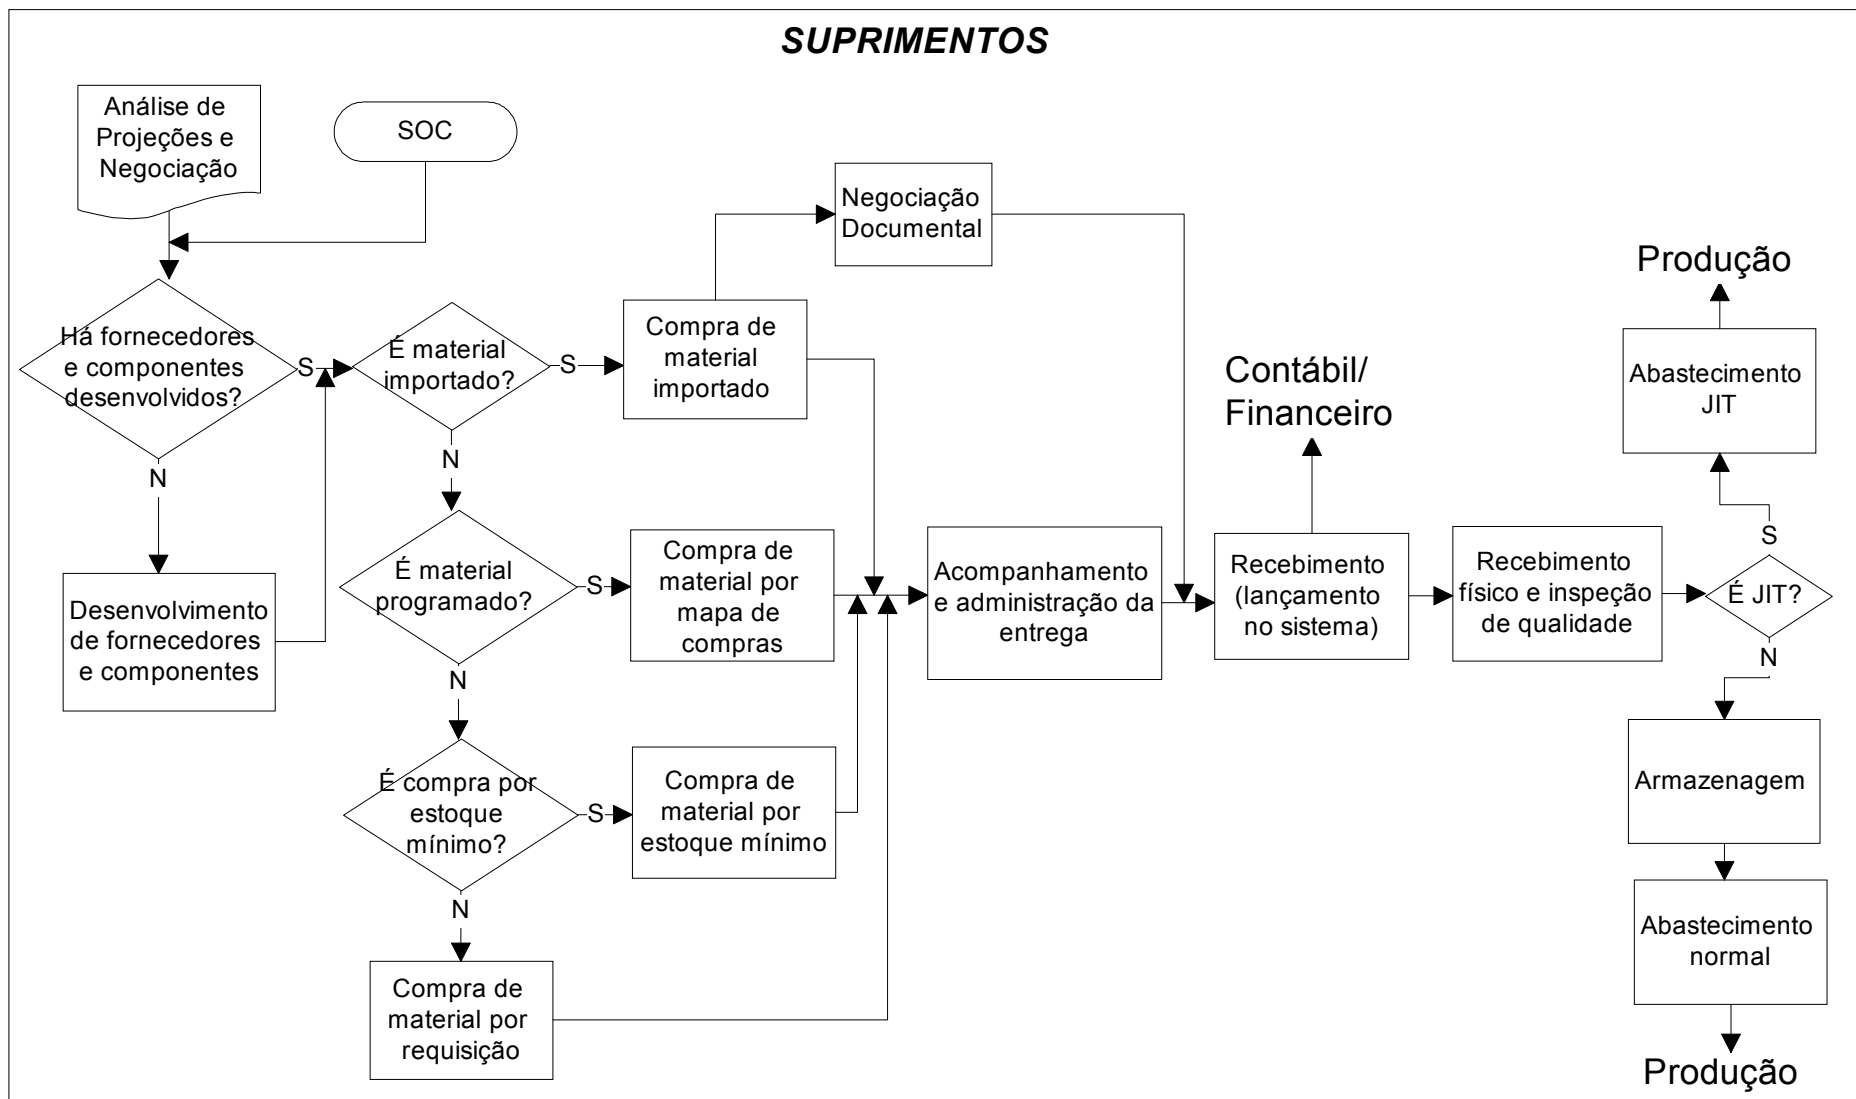 SUPRIMENTOS
Análise de
Projeções e
Negociação
SOC
Há fornecedores
e componentes
desenvolvidos?
S
N
Desenvolvimento
de fornecedores
e componentes
É material
importado?
S
N
Compra de
material
importado
Negociação
Documental
É material
programado?
S
N
Compra de
material por
mapa de
compras
É compra por
estoque
mínimo?
S
N
Compra de
material por
estoque mínimo
Compra de
material por
requisição
Acompanhamento
e administração da
entrega
Contábil/
Financeiro
Recebimento
(lançamento
no sistema)
Recebimento
físico e inspeção
de qualidade
É JIT?
S
N
Abastecimento
JIT
Produção
Armazenagem
Abastecimento
normal
Produção